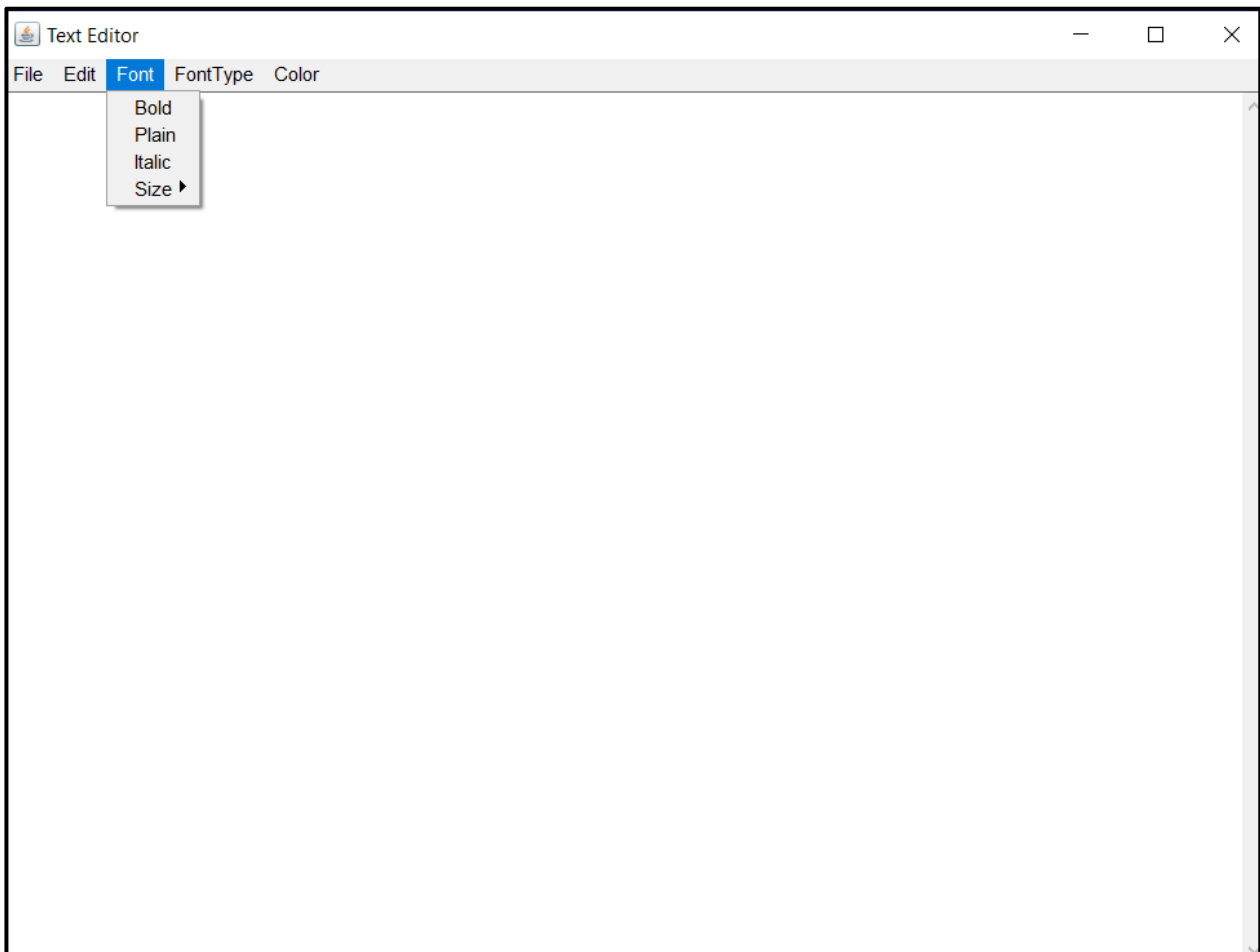 Text Editor
File Edit Font FontType Color
Bold
Plain
Italic
Size